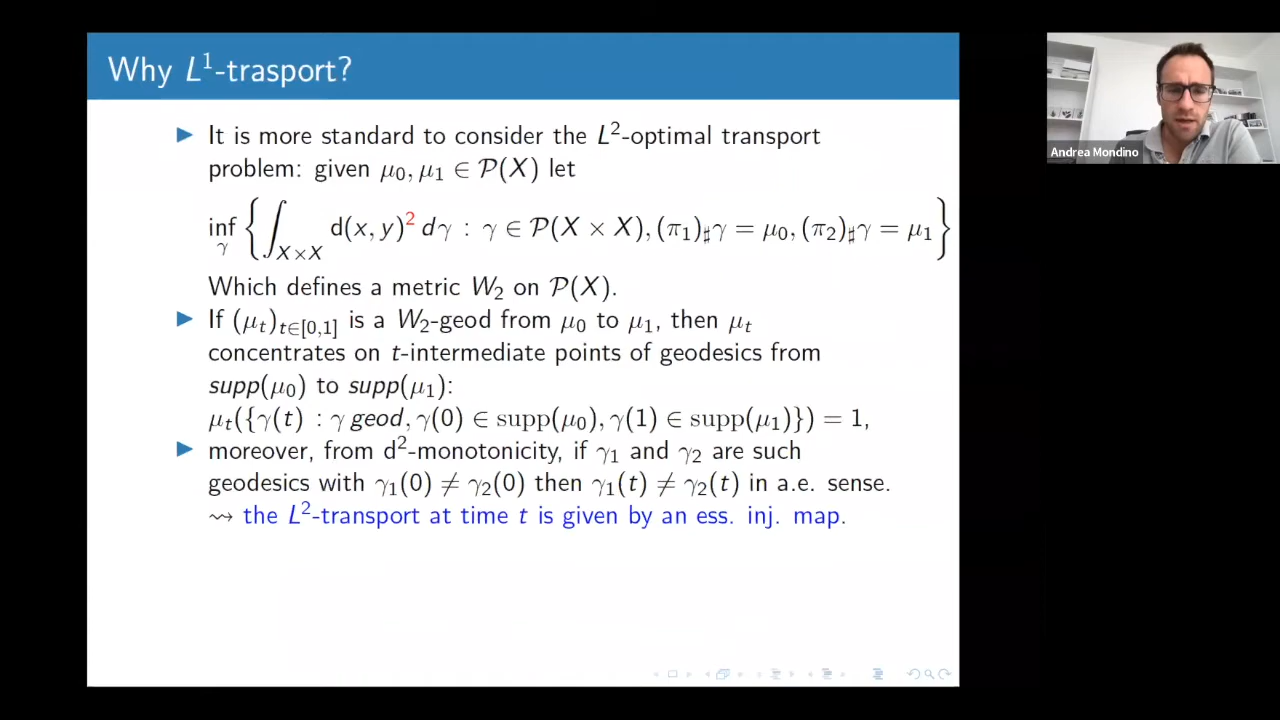 Why L¹-trasport?
▶ It is more standard to consider the L²-optimal transport
problem: given μ₀, μ₁ ∈ 𝒫(X) let
inf_γ { ∫_{X×X} d(x, y)² dγ : γ ∈ 𝒫(X × X), (π₁)_♯γ = μ₀, (π₂)_♯γ = μ₁ }
Which defines a metric W₂ on 𝒫(X).
▶ If (μₜ)_{t∈[0,1]} is a W₂-geod from μ₀ to μ₁, then μₜ
concentrates on t-intermediate points of geodesics from
supp(μ₀) to supp(μ₁):
μₜ({γ(t) : γ geod, γ(0) ∈ supp(μ₀), γ(1) ∈ supp(μ₁)}) = 1,
▶ moreover, from d²-monotonicity, if γ₁ and γ₂ are such
geodesics with γ₁(0) ≠ γ₂(0) then γ₁(t) ≠ γ₂(t) in a.e. sense.
⇝ the L²-transport at time t is given by an ess. inj. map.
Andrea Mondino